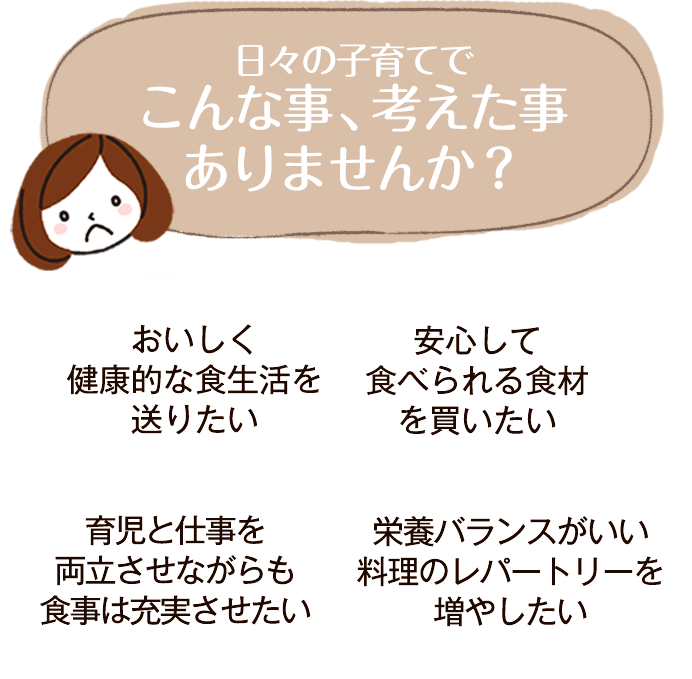 日々の子育てで
こんな事、考えた事
ありませんか？
おいしく
健康的な食生活を
送りたい
安心して
食べられる食材
を買いたい
育児と仕事を
両立させながらも
食事は充実させたい
栄養バランスがいい
料理のレパートリーを
増やしたい